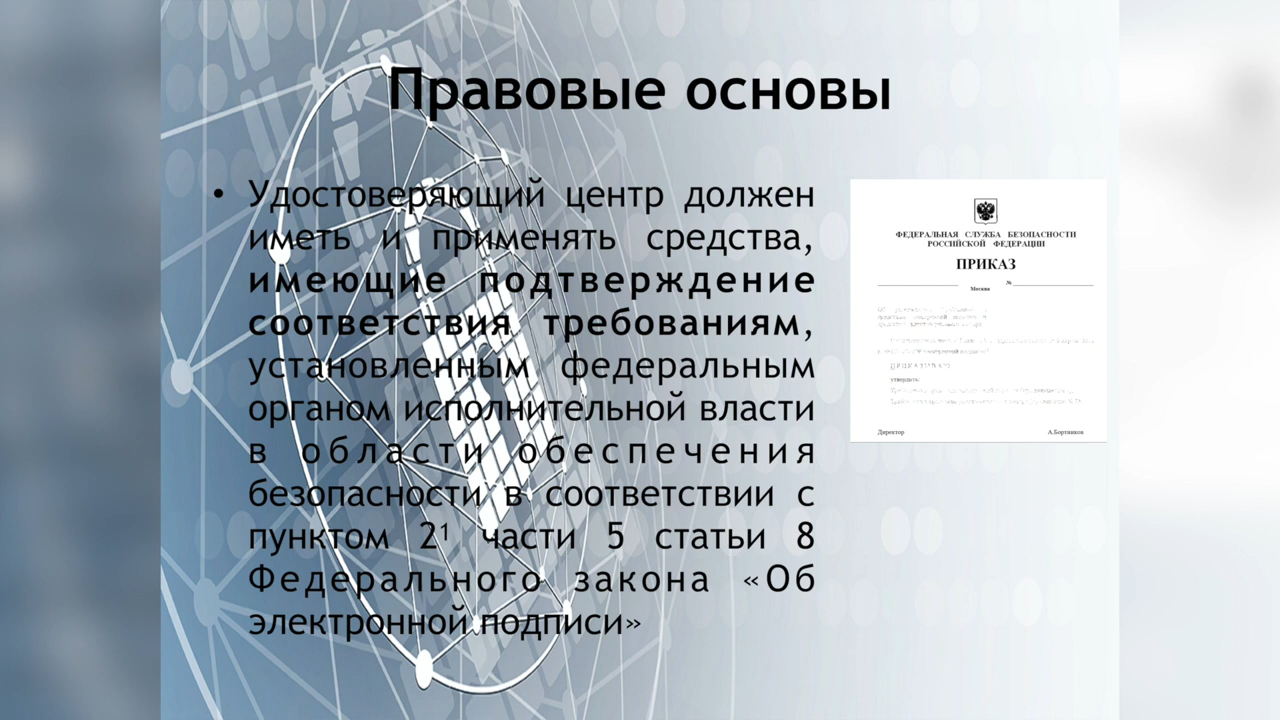 Правовые основы
• Удостоверяющий центр должен
иметь и применять средства,
имеющие подтверждение
соответствия требованиям,
установленным федеральным
органом исполнительной власти
в области обеспечения
безопасности в соответствии с
пунктом 2¹ части 5 статьи 8
Федерального закона «Об
электронной подписи»
ФЕДЕРАЛЬНАЯ СЛУЖБА БЕЗОПАСНОСТИ
РОССИЙСКОЙ ФЕДЕРАЦИИ
ПРИКАЗ
№
Москва
утвердить:
Директор А.Бортников